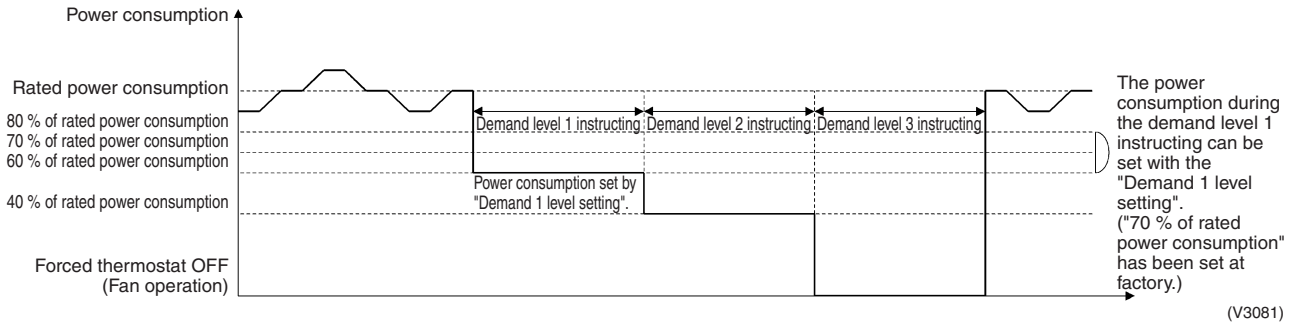 Power consumption
Rated power consumption
80 % of rated power consumption
70 % of rated power consumption
60 % of rated power consumption
40 % of rated power consumption
Forced thermostat OFF
(Fan operation)
Demand level 1 instructing
Demand level 2 instructing
Demand level 3 instructing
Power consumption set by
"Demand 1 level setting".
The power
consumption during
the demand level 1
instructing can be
set with the
"Demand 1 level
setting".
("70 % of rated
power consumption"
has been set at
factory.)
(V3081)